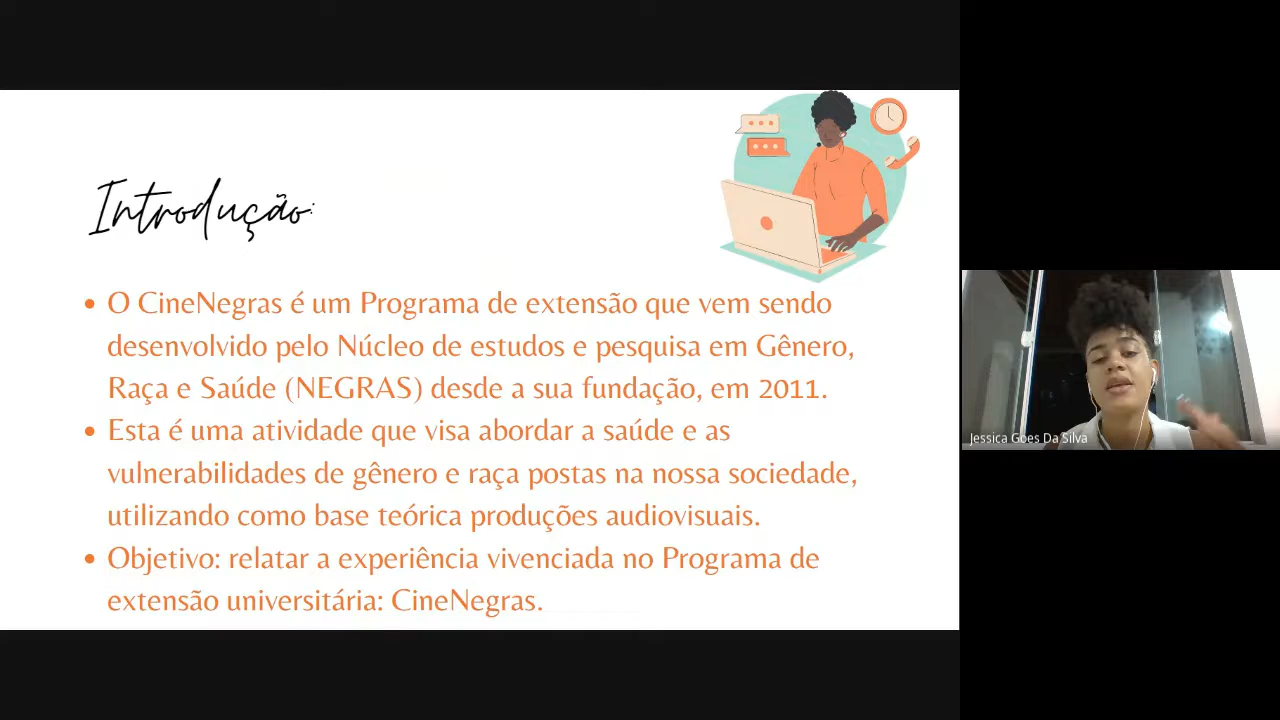 Introdução:
• O CineNegras é um Programa de extensão que vem sendo
desenvolvido pelo Núcleo de estudos e pesquisa em Gênero,
Raça e Saúde (NEGRAS) desde a sua fundação, em 2011.
• Esta é uma atividade que visa abordar a saúde e as
vulnerabilidades de gênero e raça postas na nossa sociedade,
utilizando como base teórica produções audiovisuais.
• Objetivo: relatar a experiência vivenciada no Programa de
extensão universitária: CineNegras.
Jessica Goes Da Silva